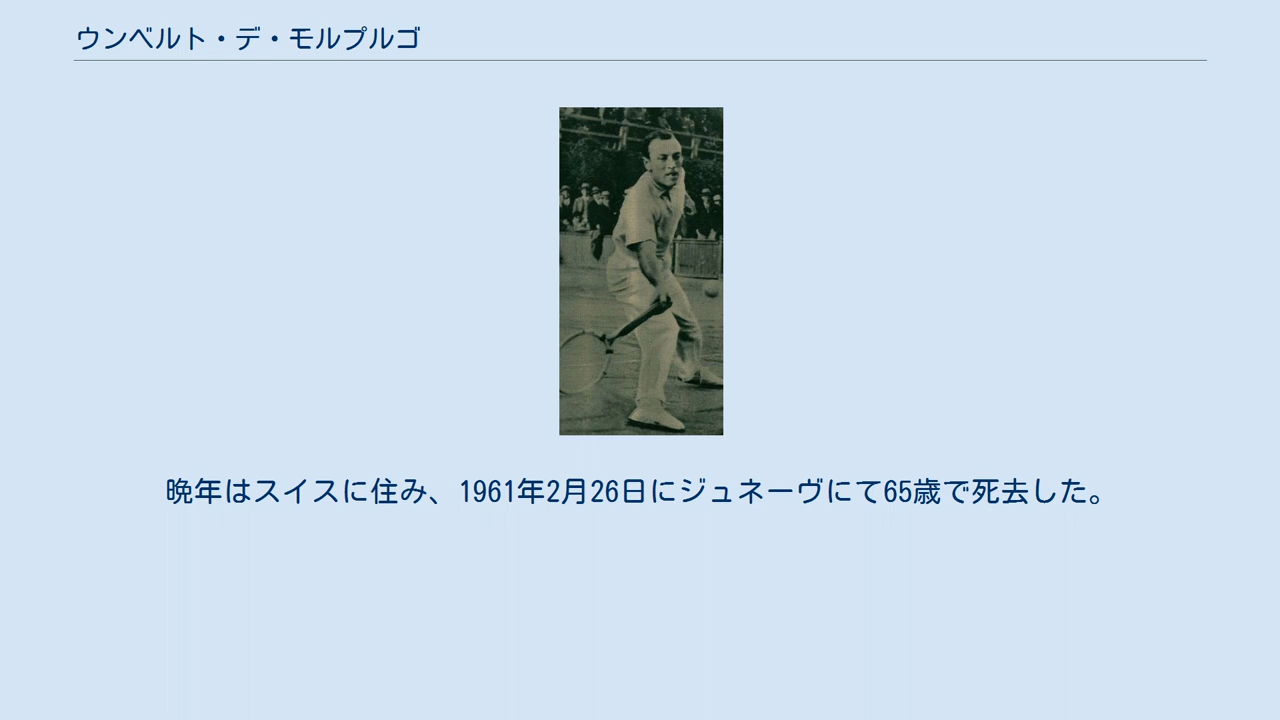 ウンベルト・デ・モルプルゴ
晩年はスイスに住み、1961年2月26日にジュネーヴにて65歳で死去した。